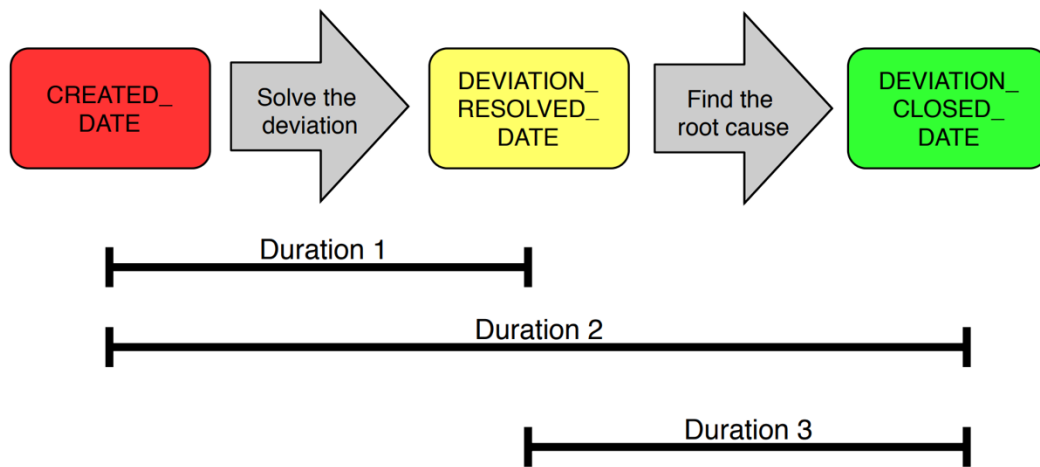 CREATED_
DATE
Solve the
deviation
DEVIATION_
RESOLVED_
DATE
Find the
root cause
DEVIATION_
CLOSED_
DATE
Duration 1
Duration 2
Duration 3